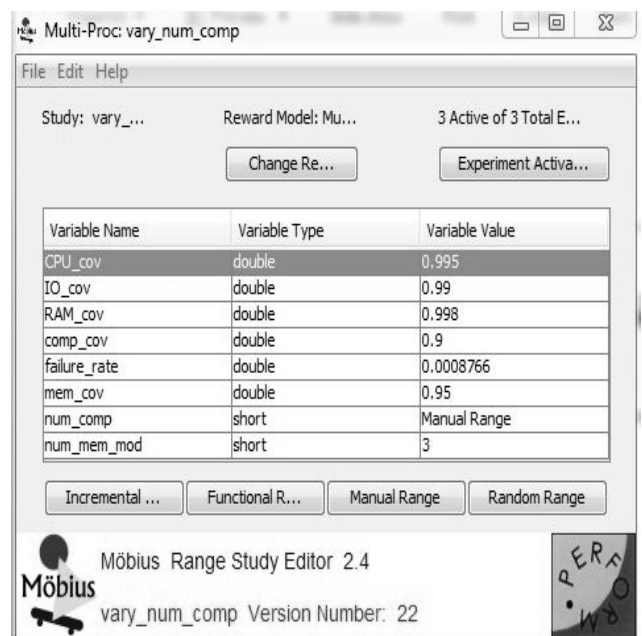 Multi-Proc: vary_num_comp
File Edit Help
Study: vary_... Reward Model: Mu... 3 Active of 3 Total E...
Change Re... Experiment Activa...
Variable Name Variable Type Variable Value
CPU_cov double 0.995
IO_cov double 0.99
RAM_cov double 0.998
comp_cov double 0.9
failure_rate double 0.0008766
mem_cov double 0.95
num_comp short Manual Range
num_mem_mod short 3
Incremental ... Functional R... Manual Range Random Range
Möbius Range Study Editor 2.4
Möbius
vary_num_comp Version Number: 22
PERFORM